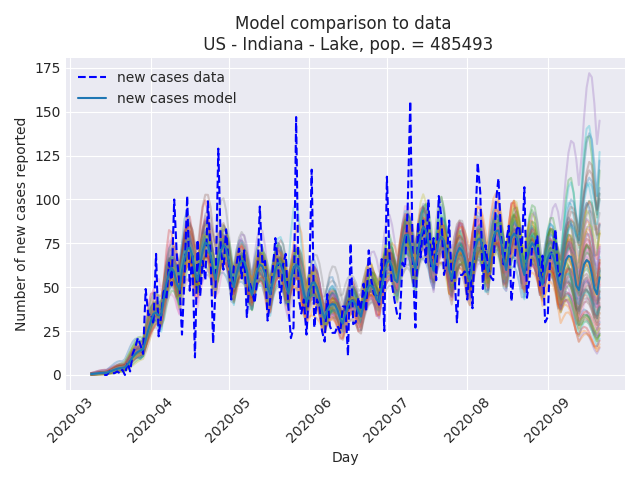 Model comparison to data
US - Indiana - Lake, pop. = 485493
175
150
125
100
75
50
25
0
Number of new cases reported
new cases data
new cases model
2020-03
2020-04
2020-05
2020-06
2020-07
2020-08
2020-09
Day